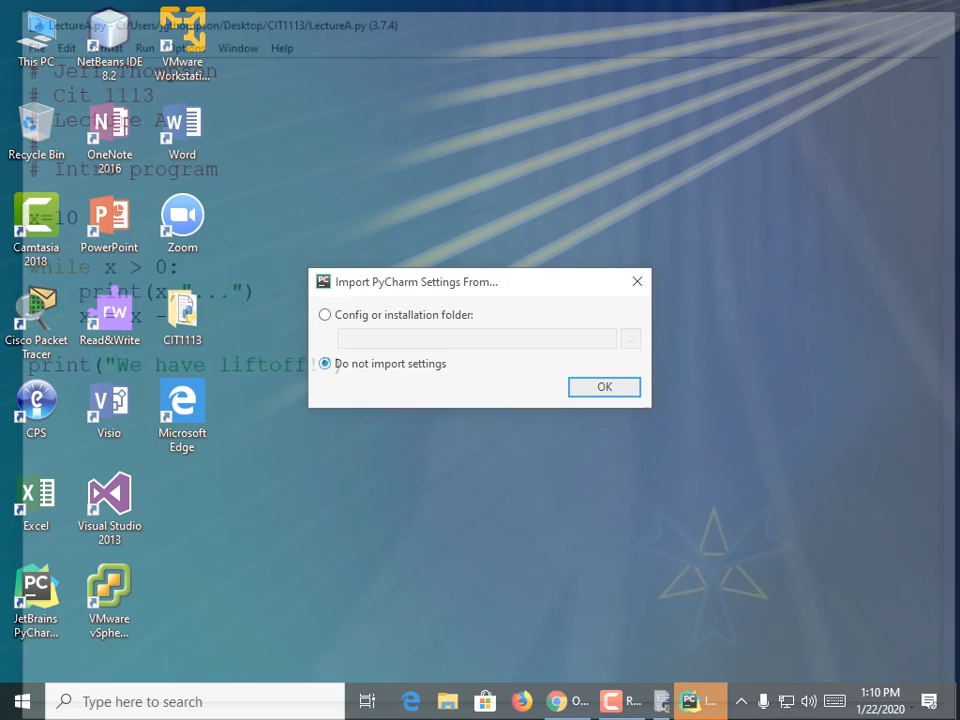 LectureA.py - C:/Users/jgthompson/Desktop/CIT1113/LectureA.py (3.7.4)
File Edit Format Run Options Window Help
# Jeff Thompson
# Cit 1113
# Lecture A
#
# Intro program
x=10
while x > 0:
print(x,"...")
x = x -
print("We have liftoff!")
This PC
NetBeans IDE
8.2
VMware
Workstati...
Recycle Bin
OneNote
2016
Word
Camtasia
2018
PowerPoint
Zoom
Cisco Packet
Tracer
Read&Write
CIT1113
CPS
Visio
Microsoft
Edge
Excel
Visual Studio
2013
JetBrains
PyChar...
VMware
vSphe...
Import PyCharm Settings From...
Config or installation folder:
...
Do not import settings
OK
Type here to search
O...
R...
I...
1:10 PM
1/22/2020